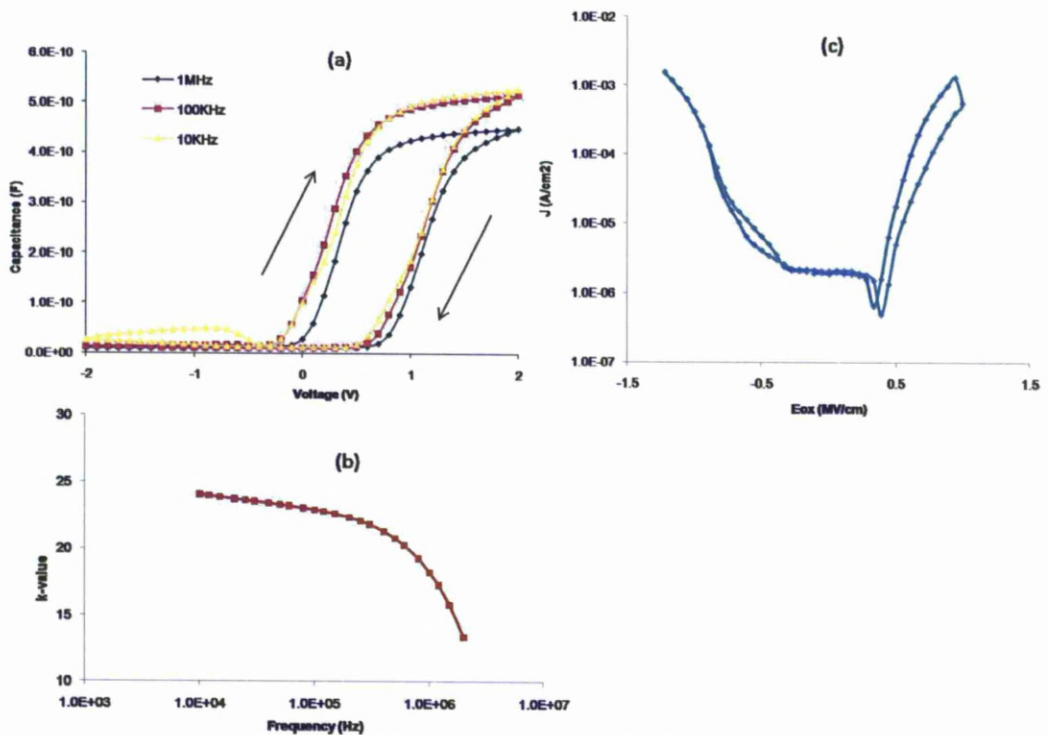 (a)
6.0E-10
5.0E-10
4.0E-10
3.0E-10
2.0E-10
1.0E-10
0.0E+00
Capacitance (F)
1MHz
100KHz
10KHz
-2
-1
0
1
2
Voltage (V)
(c)
1.0E-02
1.0E-03
1.0E-04
1.0E-05
1.0E-06
1.0E-07
J (A/cm2)
-1.5
-0.5
0.5
1.5
Eox (MV/cm)
(b)
30
25
20
15
10
k-value
1.0E+03
1.0E+04
1.0E+05
1.0E+06
1.0E+07
Frequency (Hz)